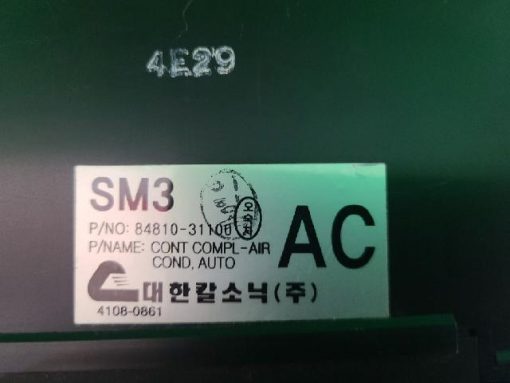 4E29
SM3
P/NO: 84810-31100
P/NAME: CONT COMPL-AIR
COND, AUTO
AC
대한칼소닉(주)
4108-0861